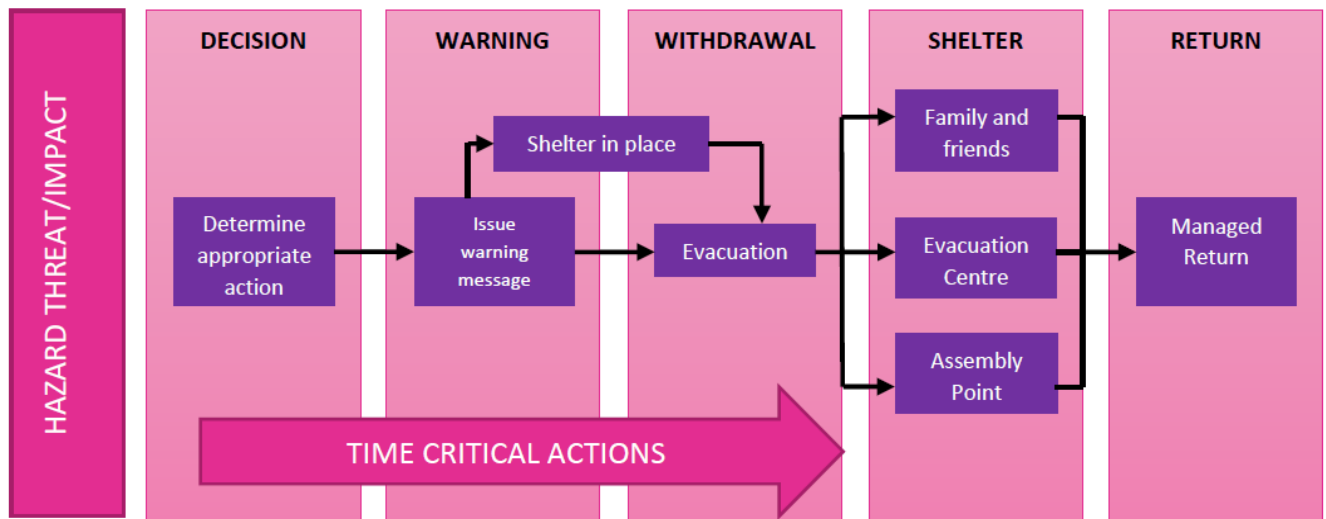 HAZARD THREAT/IMPACT
DECISION
WARNING
WITHDRAWAL
SHELTER
RETURN
Determine
appropriate
action
Issue
warning
message
Shelter in place
Evacuation
Family and
friends
Evacuation
Centre
Assembly
Point
Managed
Return
TIME CRITICAL ACTIONS